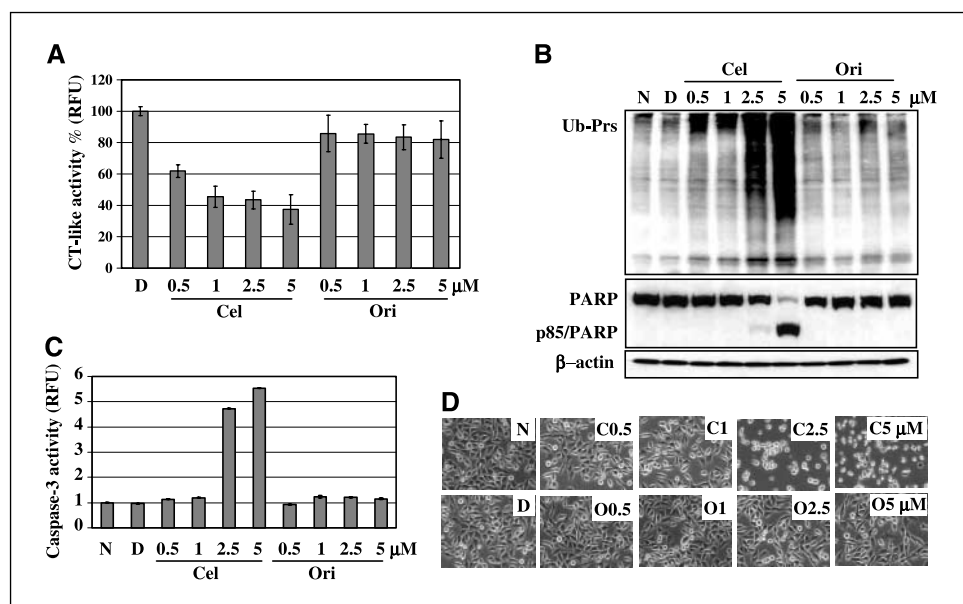 A
CT-like activity % (RFU)
120
100
80
60
40
20
0
D 0.5 1 2.5 5 0.5 1 2.5 5 μM
Cel Ori
B
Cel Ori
N D 0.5 1 2.5 5 0.5 1 2.5 5 μM
Ub-Prs
PARP
p85/PARP
β–actin
C
Caspase-3 activity (RFU)
6
5
4
3
2
1
0
N D 0.5 1 2.5 5 0.5 1 2.5 5 μM
Cel Ori
D
N C0.5 C1 C2.5 C5 μM
D O0.5 O1 O2.5 O5 μM